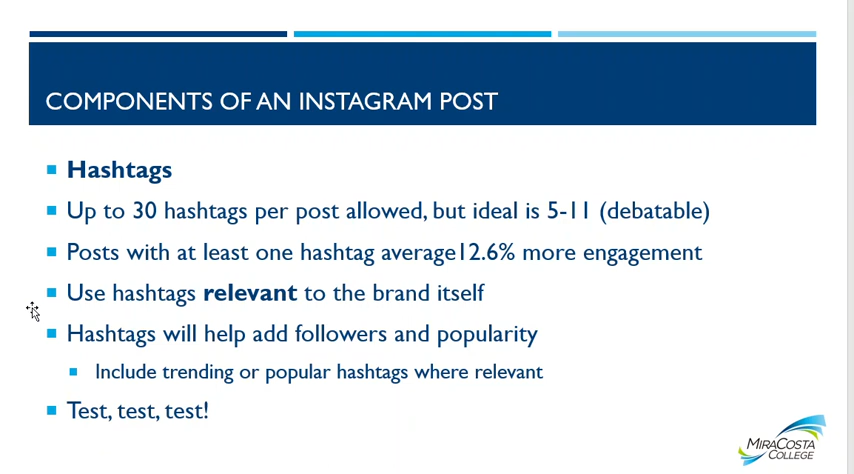 COMPONENTS OF AN INSTAGRAM POST
Hashtags
Up to 30 hashtags per post allowed, but ideal is 5-11 (debatable)
Posts with at least one hashtag average12.6% more engagement
Use hashtags relevant to the brand itself
Hashtags will help add followers and popularity
Include trending or popular hashtags where relevant
Test, test, test!
MIRACOSTA
COLLEGE